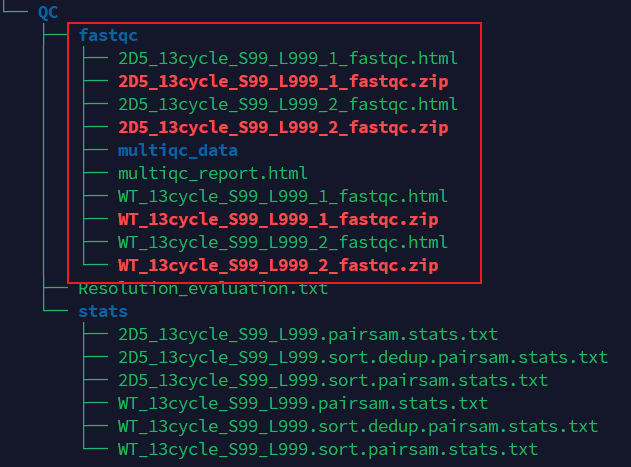 QC
fastqc
2D5_13cycle_S99_L999_1_fastqc.html
2D5_13cycle_S99_L999_1_fastqc.zip
2D5_13cycle_S99_L999_2_fastqc.html
2D5_13cycle_S99_L999_2_fastqc.zip
multiqc_data
multiqc_report.html
WT_13cycle_S99_L999_1_fastqc.html
WT_13cycle_S99_L999_1_fastqc.zip
WT_13cycle_S99_L999_2_fastqc.html
WT_13cycle_S99_L999_2_fastqc.zip
Resolution_evaluation.txt
stats
2D5_13cycle_S99_L999.pairsam.stats.txt
2D5_13cycle_S99_L999.sort.dedup.pairsam.stats.txt
2D5_13cycle_S99_L999.sort.pairsam.stats.txt
WT_13cycle_S99_L999.pairsam.stats.txt
WT_13cycle_S99_L999.sort.dedup.pairsam.stats.txt
WT_13cycle_S99_L999.sort.pairsam.stats.txt